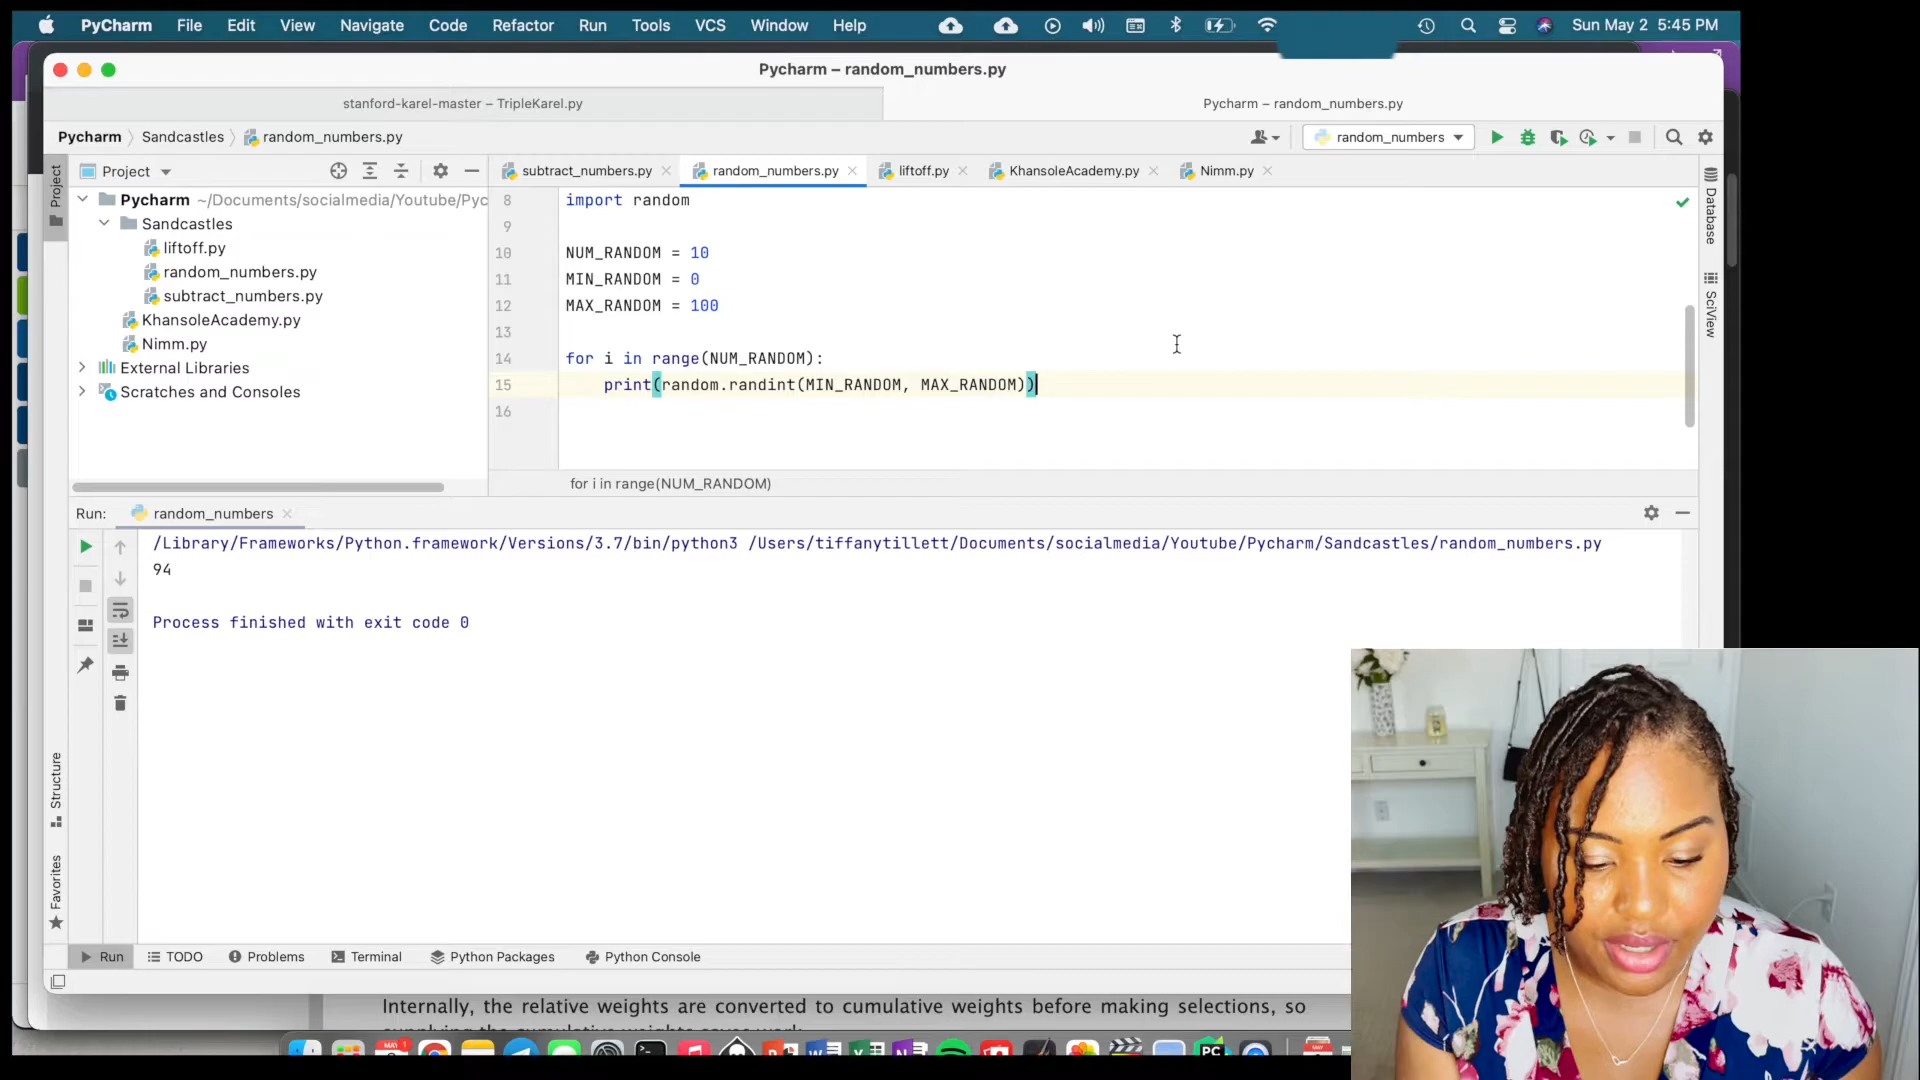 PyCharm File Edit View Navigate Code Refactor Run Tools VCS Window Help Sun May 2 5:45 PM
Pycharm – random_numbers.py
stanford-karel-master – TripleKarel.py
Pycharm – random_numbers.py
Pycharm Sandcastles random_numbers.py
random_numbers
Project
Project
subtract_numbers.py
random_numbers.py
liftoff.py
KhansoleAcademy.py
Nimm.py
Pycharm ~/Documents/socialmedia/Youtube/Pyc
Sandcastles
liftoff.py
random_numbers.py
subtract_numbers.py
KhansoleAcademy.py
Nimm.py
External Libraries
Scratches and Consoles
8 import random
9
10 NUM_RANDOM = 10
11 MIN_RANDOM = 0
12 MAX_RANDOM = 100
13
14 for i in range(NUM_RANDOM):
15 print(random.randint(MIN_RANDOM, MAX_RANDOM))
16
for i in range(NUM_RANDOM)
Database
SciView
Run: random_numbers
/Library/Frameworks/Python.framework/Versions/3.7/bin/python3 /Users/tiffanytillett/Documents/socialmedia/Youtube/Pycharm/Sandcastles/random_numbers.py
94
Process finished with exit code 0
Structure
Favorites
Run TODO Problems Terminal Python Packages Python Console
Internally, the relative weights are converted to cumulative weights before making selections, so
MAY
PC